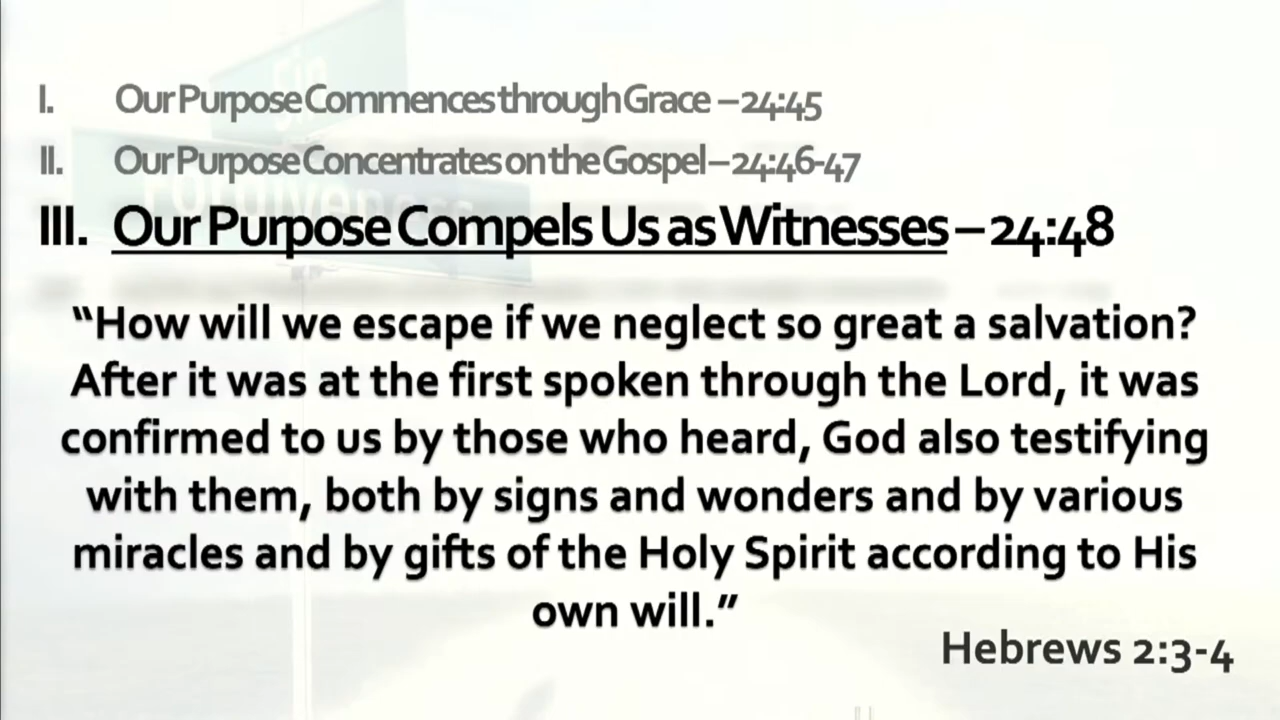 Sin
Forgiveness
I. Our Purpose Commences through Grace – 24:45
II. Our Purpose Concentrates on the Gospel – 24:46-47
III. Our Purpose Compels Us as Witnesses – 24:48
“How will we escape if we neglect so great a salvation?
After it was at the first spoken through the Lord, it was
confirmed to us by those who heard, God also testifying
with them, both by signs and wonders and by various
miracles and by gifts of the Holy Spirit according to His
own will.”
Hebrews 2:3-4